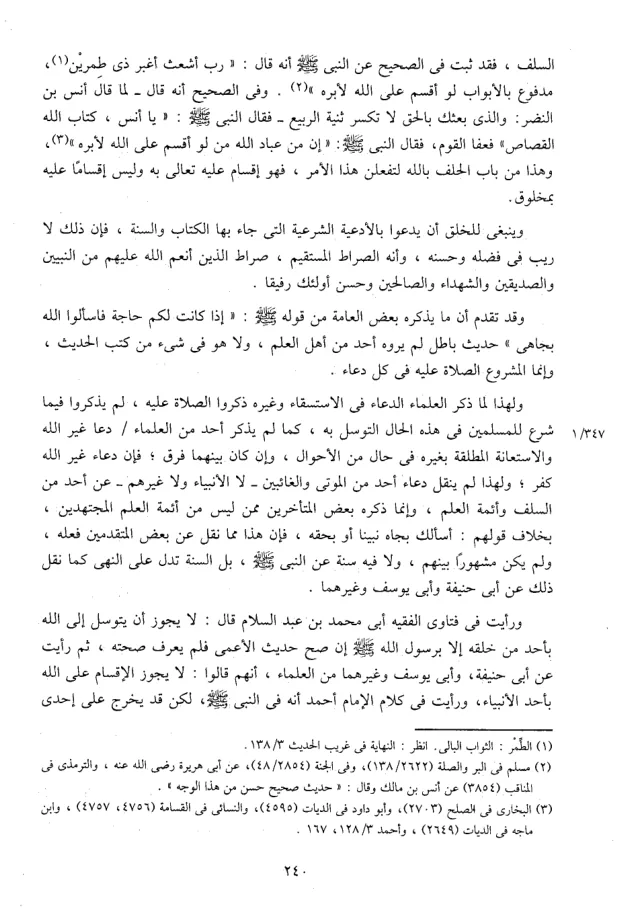 السلف ، فقد ثبت فى الصحيح عن النبى ﷺ أنه قال : « رب أشعث أغبر ذى طِمريْن(١)،
مدفوع بالأبواب لو أقسم على الله لأبره »(٢) . وفى الصحيح أنه قال ـ لما قال أنس بن
النضر: والذى بعثك بالحق لا تكسر ثنية الربيع ـ فقال النبى ﷺ : « يا أنس ، كتاب الله
القصاص» فعفا القوم، فقال النبى ﷺ: « إن من عباد الله من لو أقسم على الله لأبره »(٣)،
وهذا من باب الحلف بالله لتفعلن هذا الأمر ، فهو إقسام عليه تعالى به وليس إقسامًا عليه
بمخلوق.
وينبغى للخلق أن يدعوا بالأدعية الشرعية التى جاء بها الكتاب والسنة ، فإن ذلك لا
ريب فى فضله وحسنه ، وأنه الصراط المستقيم ، صراط الذين أنعم الله عليهم من النبيين
والصديقين والشهداء والصالحين وحسن أولئك رفيقا .
وقد تقدم أن ما يذكره بعض العامة من قوله ﷺ : « إذا كانت لكم حاجة فاسألوا الله
بجاهى » حديث باطل لم يروه أحد من أهل العلم ، ولا هو فى شىء من كتب الحديث ،
وإنما المشروع الصلاة عليه فى كل دعاء .
ولهذا لما ذكر العلماء الدعاء فى الاستسقاء وغيره ذكروا الصلاة عليه ، لم يذكروا فيما
شرع للمسلمين فى هذه الحال التوسل به ، كما لم يذكر أحد من العلماء / دعا غير الله ١/٣٤٧
والاستعانة المطلقة بغيره فى حال من الأحوال ، وإن كان بينهما فرق ؛ فإن دعاء غير الله
كفر ؛ ولهذا لم ينقل دعاء أحد من الموتى والغائبين ـ لا الأنبياء ولا غيرهم ـ عن أحد من
السلف وأئمة العلم ، وإنما ذكره بعض المتأخرين ممن ليس من أئمة العلم المجتهدين ،
بخلاف قولهم : أسألك بجاه نبينا أو بحقه ، فإن هذا مما نقل عن بعض المتقدمين فعله ،
ولم يكن مشهورًا بينهم ، ولا فيه سنة عن النبى ﷺ ، بل السنة تدل على النهى كما نقل
ذلك عن أبى حنيفة وأبى يوسف وغيرهما .
ورأيت فى فتاوى الفقيه أبى محمد بن عبد السلام قال : لا يجوز أن يتوسل إلى الله
بأحد من خلقه إلا برسول الله ﷺ إن صح حديث الأعمى فلم يعرف صحته ، ثم رأيت
عن أبى حنيفة، وأبى يوسف وغيرهما من العلماء ، أنهم قالوا : لا يجوز الإقسام على الله
بأحد الأنبياء، ورأيت فى كلام الإمام أحمد أنه فى النبى ﷺ، لكن قد يخرج على إحدى
(١) الطِّمْر : الثواب البالى. انظر : النهاية فى غريب الحديث ١٣٨/٣.
(٢) مسلم فى البر والصلة (١٣٨/٢٦٢٢)، وفى الجنة (٤٨/٢٨٥٤)، عن أبى هريرة رضى الله عنه ، والترمذى فى
المناقب (٣٨٥٤) عن أنس بن مالك وقال : « حديث صحيح حسن من هذا الوجه » .
(٣) البخارى فى الصلح (٢٧٠٣)، وأبو داود فى الديات (٤٥٩٥)، والنسائى فى القسامة (٤٧٥٦، ٤٧٥٧) ، وابن
ماجه فى الديات (٢٦٤٩) ، وأحمد ١٢٨/٣، ١٦٧ .
٢٤٠